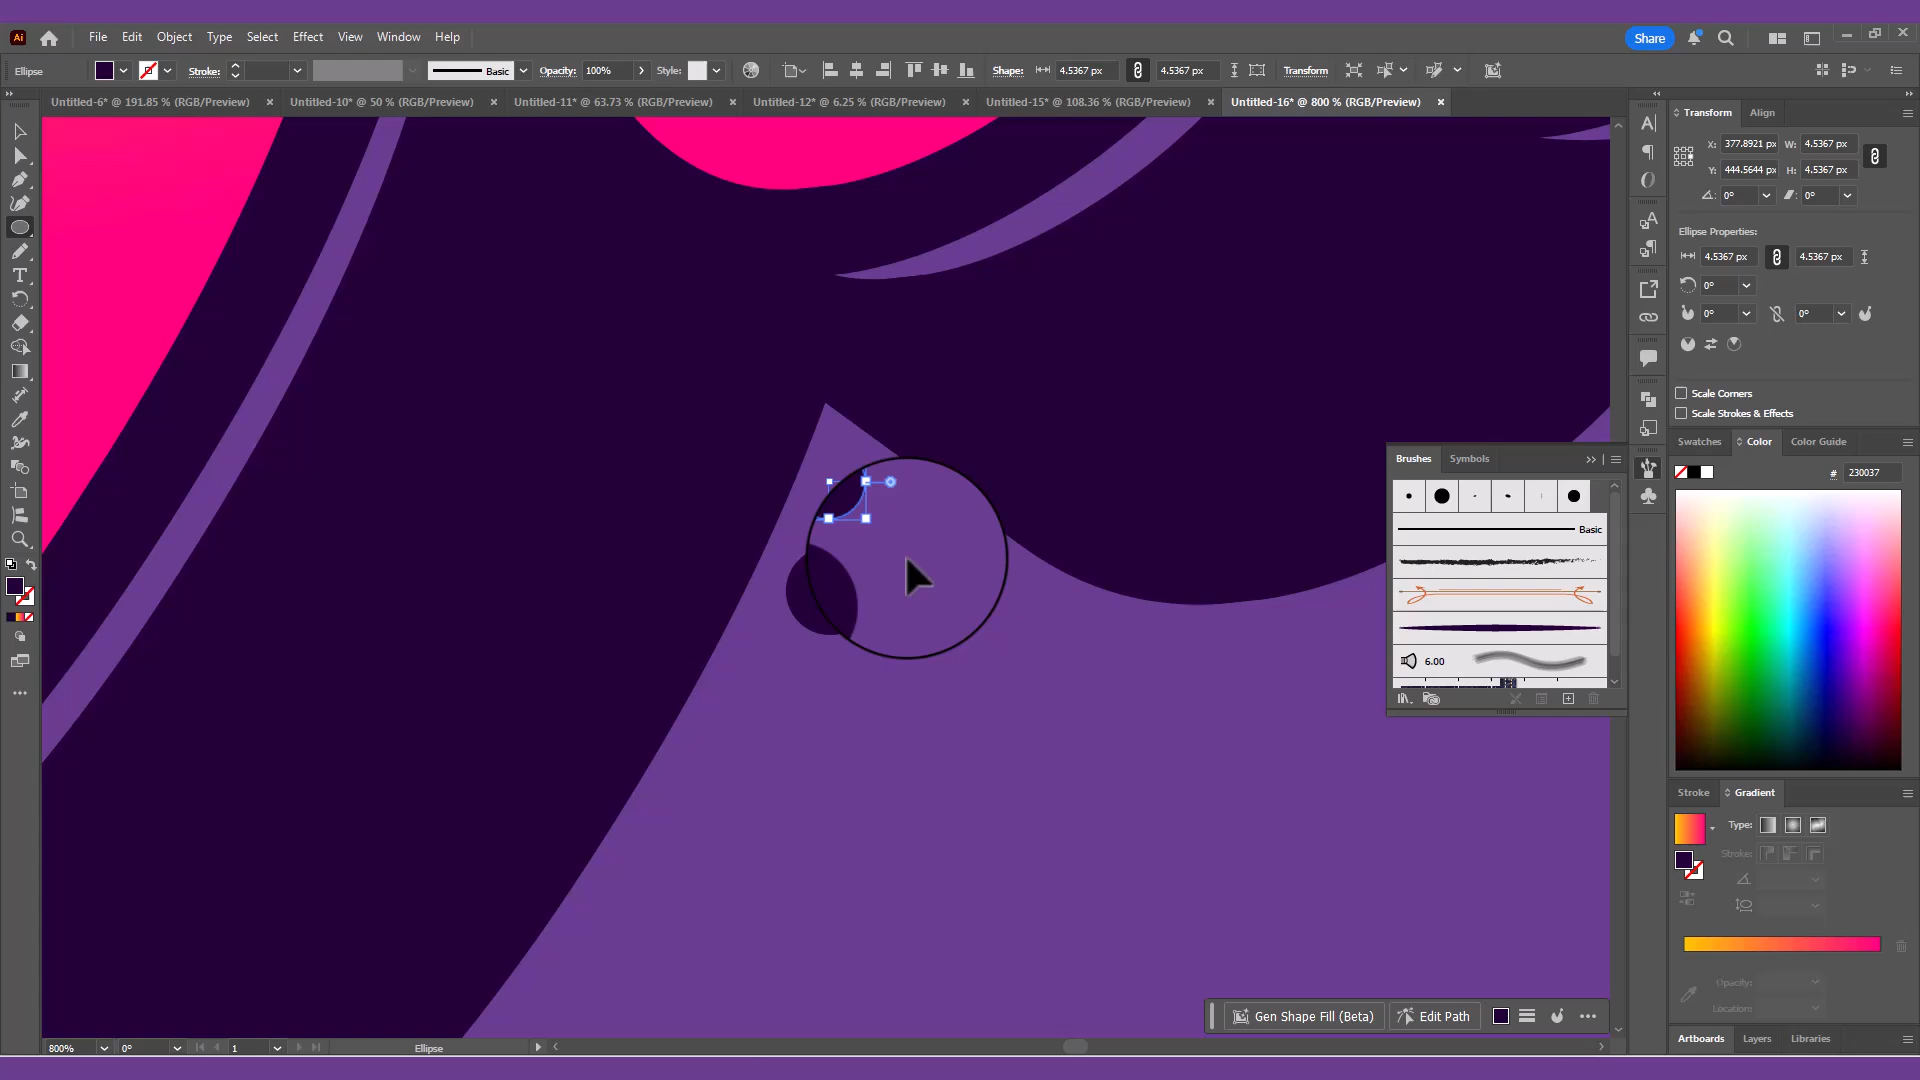 Ai File Edit Object Type Select Effect View Window Help Share
Ellipse Stroke: Basic Opacity: 100% Style: Shape: 4.5367 px 4.5367 px Transform
Untitled-6* @ 191.85 % (RGB/Preview) × Untitled-10* @ 50 % (RGB/Preview) × Untitled-11* @ 63.73 % (RGB/Preview) × Untitled-12* @ 6.25 % (RGB/Preview) × Untitled-15* @ 108.36 % (RGB/Preview) × Untitled-16* @ 800 % (RGB/Preview) ×
Transform Align
X: 377.8921 px W: 4.5367 px
Y: 444.5644 px H: 4.5367 px
0° 0°
Ellipse Properties:
4.5367 px 4.5367 px
0°
0° 0°
Scale Corners
Scale Strokes & Effects
Swatches Color Color Guide
# 230037
Brushes Symbols
Basic
6.00
Stroke Gradient
Type:
Stroke:
Opacity:
Location:
Gen Shape Fill (Beta) Edit Path
Artboards Layers Libraries
800% 0° 1 Ellipse